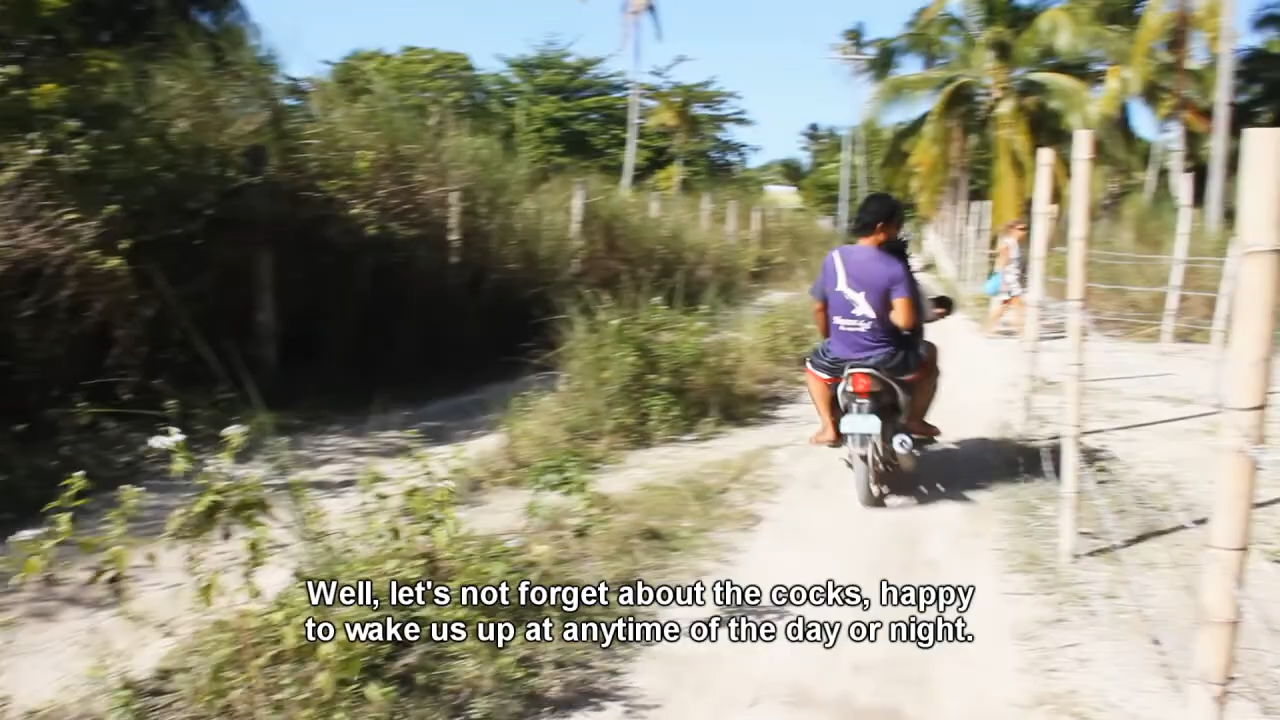 Well, let's not forget about the cocks, happy
to wake us up at anytime of the day or night.